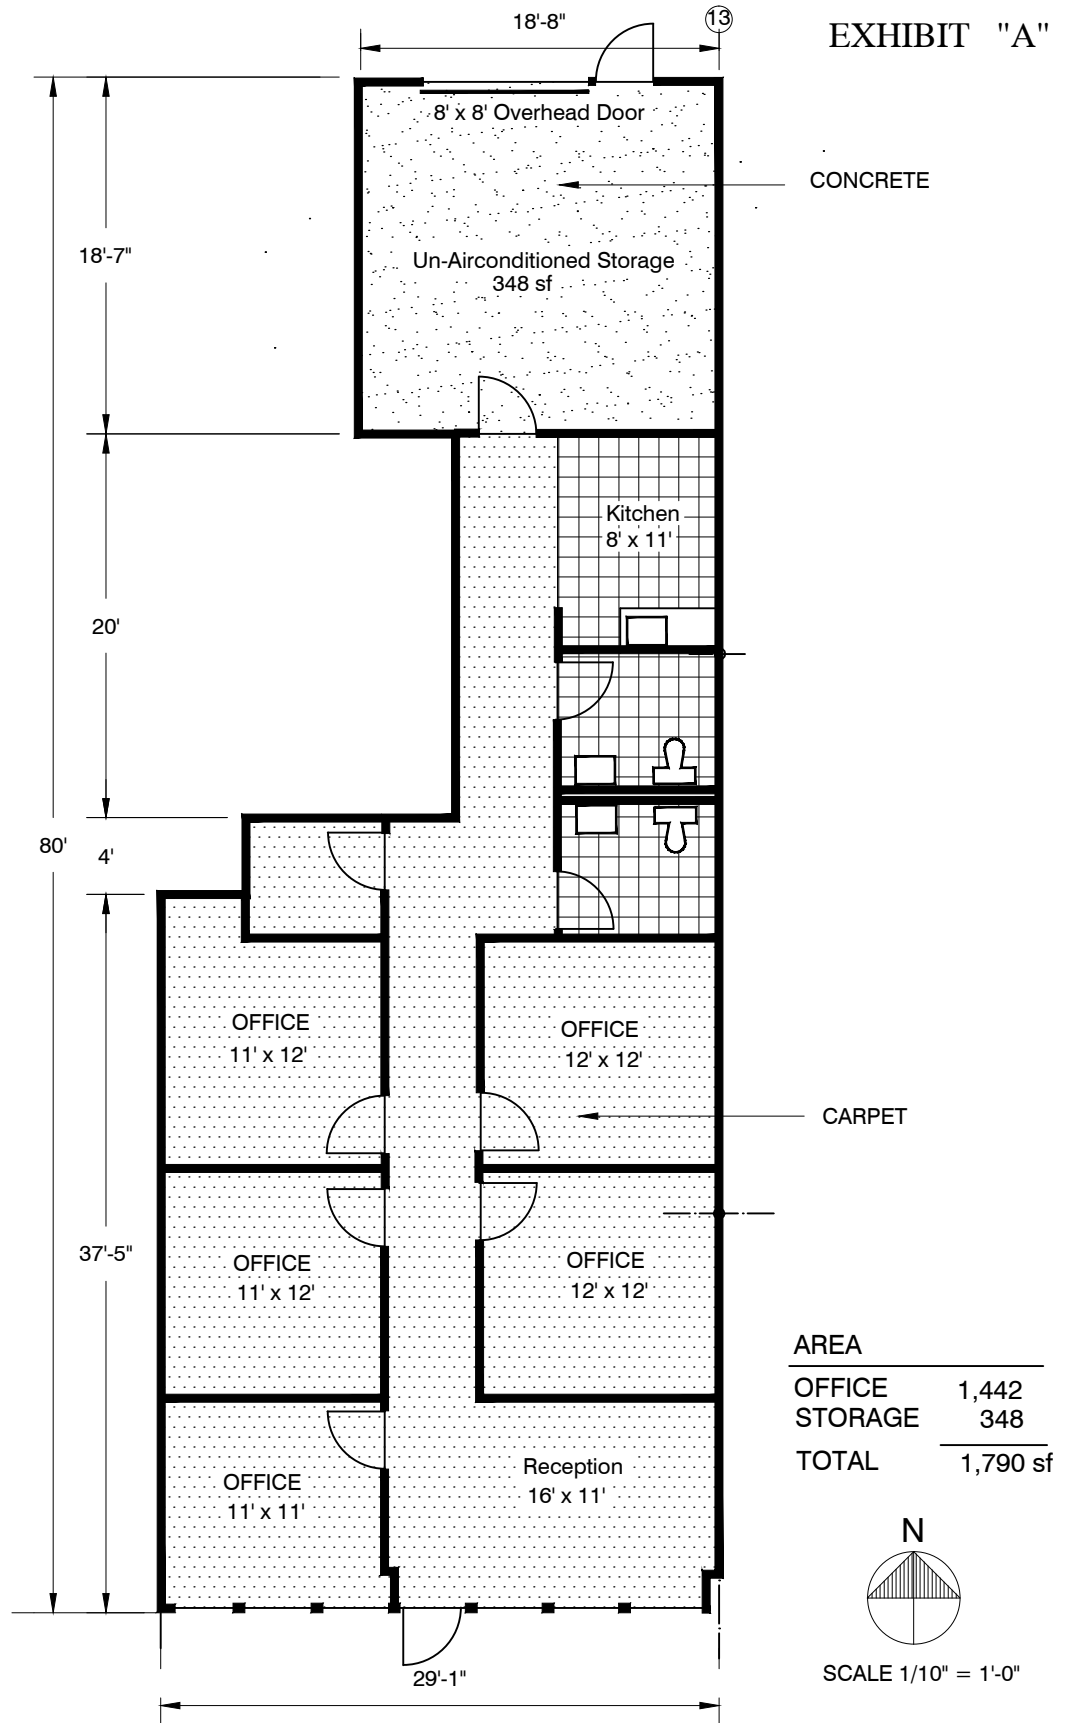 18'-8"
13
EXHIBIT "A"
8' x 8' Overhead Door
CONCRETE
18'-7"
Un-Airconditioned Storage
348 sf
Kitchen
8' x 11'
20'
80'
4'
OFFICE
11' x 12'
OFFICE
12' x 12'
CARPET
37'-5"
OFFICE
11' x 12'
OFFICE
12' x 12'
AREA
OFFICE 1,442
STORAGE 348
TOTAL 1,790 sf
OFFICE
11' x 11'
Reception
16' x 11'
N
SCALE 1/10" = 1'-0"
29'-1"